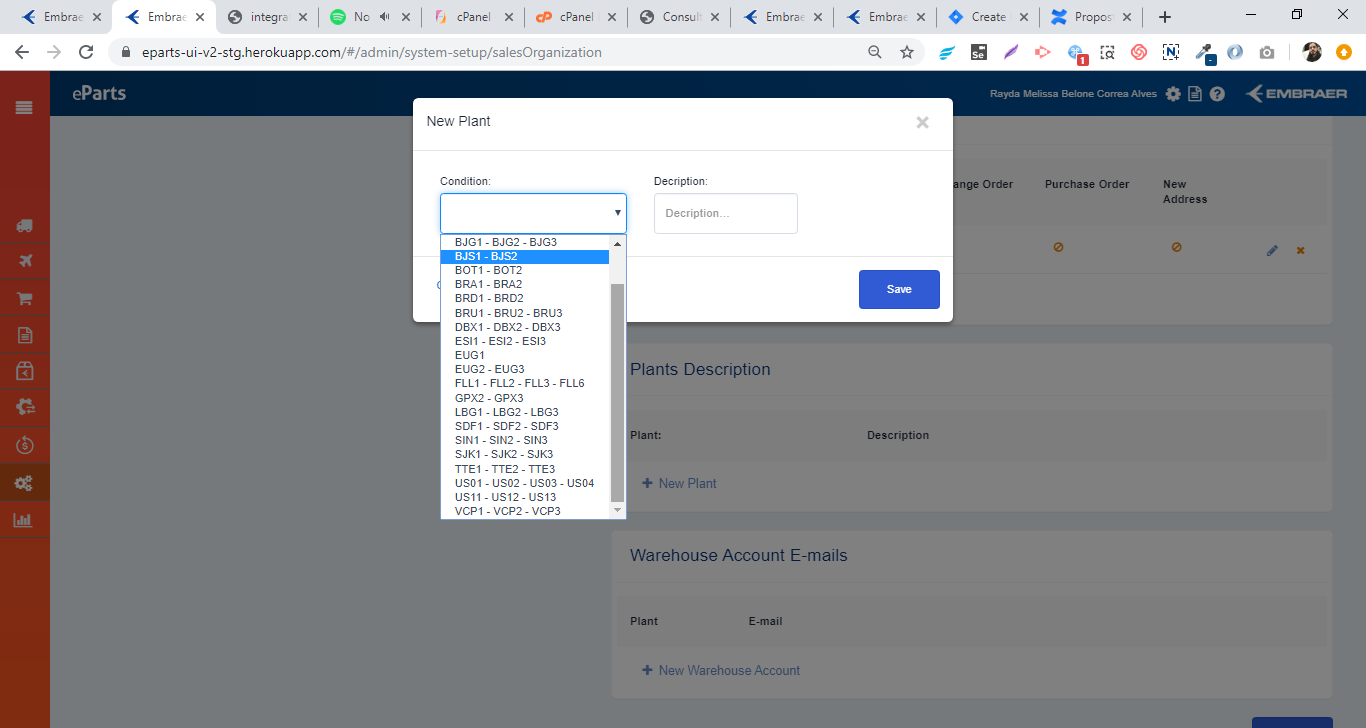 Embrae
Embrae
integra
No
cPanel
cPanel
Consul
Embrae
Embrae
Create
Propos
eparts-ui-v2-stg.herokuapp.com/#/admin/system-setup/salesOrganization
Se
1
N
eParts
Rayda Melissa Belone Correa Alves
EMBRAER
New Plant
Condition:
Decription:
Decription...
ange Order
Purchase Order
New
Address
BJG1 - BJG2 - BJG3
BJS1 - BJS2
BOT1 - BOT2
BRA1 - BRA2
BRD1 - BRD2
BRU1 - BRU2 - BRU3
DBX1 - DBX2 - DBX3
ESI1 - ESI2 - ESI3
EUG1
EUG2 - EUG3
FLL1 - FLL2 - FLL3 - FLL6
GPX2 - GPX3
LBG1 - LBG2 - LBG3
SDF1 - SDF2 - SDF3
SIN1 - SIN2 - SIN3
SJK1 - SJK2 - SJK3
TTE1 - TTE2 - TTE3
US01 - US02 - US03 - US04
US11 - US12 - US13
VCP1 - VCP2 - VCP3
Save
Plants Description
Plant:
Description
+ New Plant
Warehouse Account E-mails
Plant
E-mail
+ New Warehouse Account